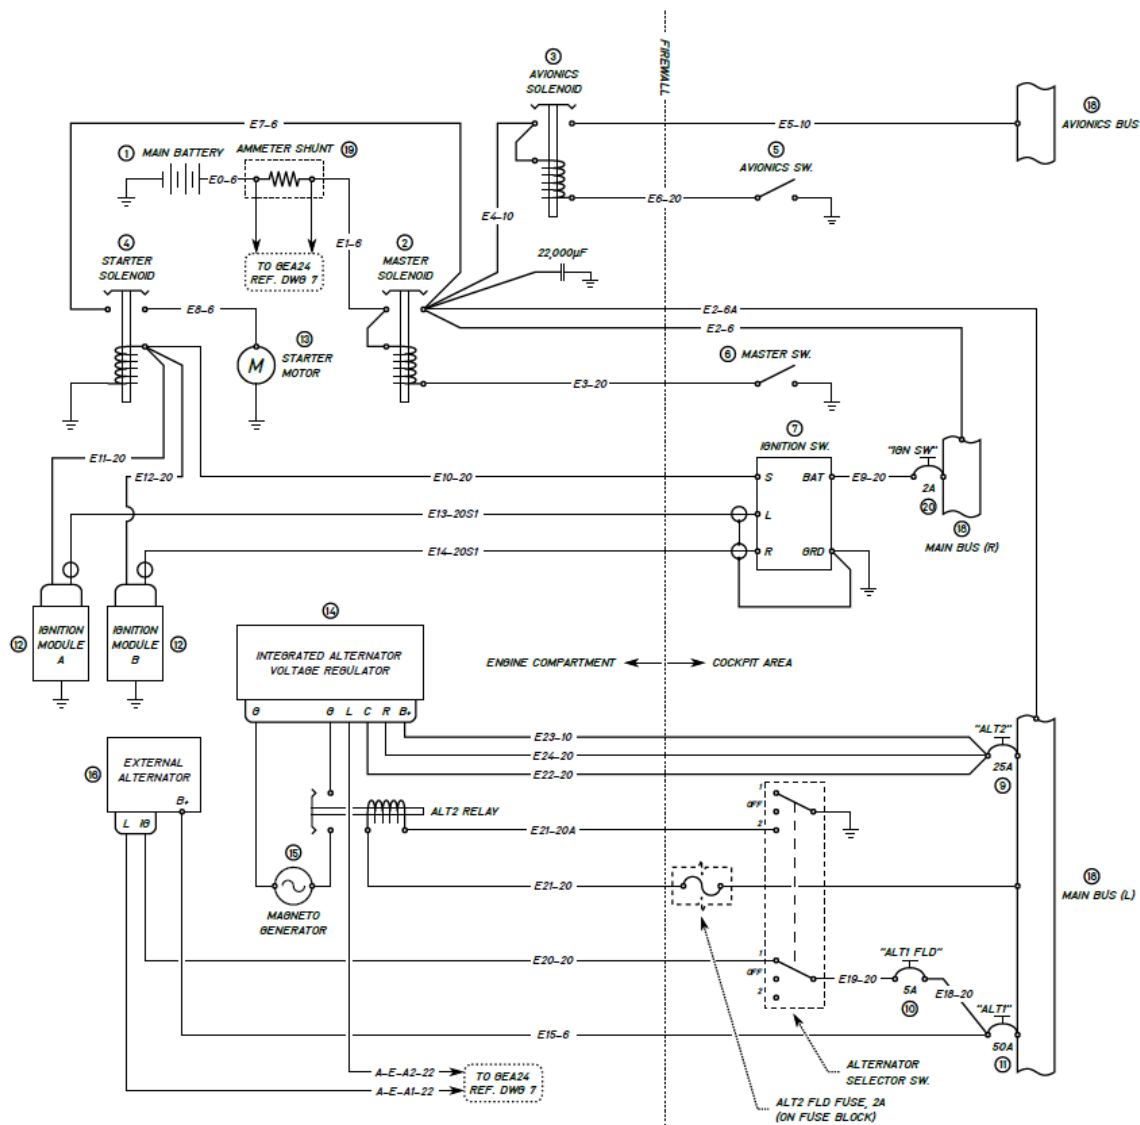 3
AVIONICS
SOLENOID
FIREWALL
18
AVIONICS BUS
E7-6
E5-10
1
MAIN BATTERY
AMMETER SHUNT
19
5
AVIONICS SW.
E0-6
E6-20
E4-10
4
STARTER
SOLENOID
E1-6
2
MASTER
SOLENOID
22,000µF
TO GEA24
REF. DWG 7
E8-6
E2-6A
E2-6
13
STARTER
MOTOR
M
6
MASTER SW.
E3-20
7
IGNITION SW.
E11-20
E12-20
E10-20
S
BAT
E9-20
"IGN SW"
2A
20
18
MAIN BUS (R)
E13-20S1
L
E14-20S1
R
GRD
12
IGNITION
MODULE
A
IGNITION
MODULE
B
12
14
INTEGRATED ALTERNATOR
VOLTAGE REGULATOR
ENGINE COMPARTMENT
COCKPIT AREA
G
G
L
C
R
B+
E23-10
E24-20
E22-20
"ALT2"
25A
9
16
EXTERNAL
ALTERNATOR
B+
L
IG
ALT2 RELAY
1
OFF
2
E21-20A
15
MAGNETO
GENERATOR
E21-20
18
MAIN BUS (L)
E20-20
1
OFF
2
E19-20
"ALT1 FLD"
5A
10
E18-20
"ALT1"
50A
11
E15-6
A-E-A2-22
A-E-A1-22
TO GEA24
REF. DWG 7
ALTERNATOR
SELECTOR SW.
ALT2 FLD FUSE, 2A
(ON FUSE BLOCK)